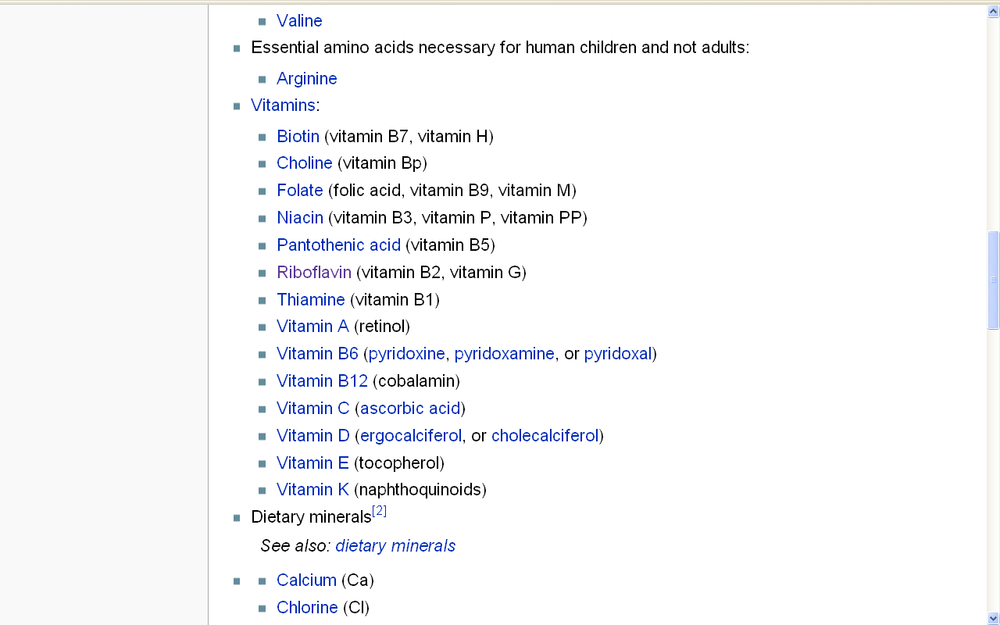 Valine
Essential amino acids necessary for human children and not adults:
Arginine
Vitamins:
Biotin (vitamin B7, vitamin H)
Choline (vitamin Bp)
Folate (folic acid, vitamin B9, vitamin M)
Niacin (vitamin B3, vitamin P, vitamin PP)
Pantothenic acid (vitamin B5)
Riboflavin (vitamin B2, vitamin G)
Thiamine (vitamin B1)
Vitamin A (retinol)
Vitamin B6 (pyridoxine, pyridoxamine, or pyridoxal)
Vitamin B12 (cobalamin)
Vitamin C (ascorbic acid)
Vitamin D (ergocalciferol, or cholecalciferol)
Vitamin E (tocopherol)
Vitamin K (naphthoquinoids)
Dietary minerals[2]
See also: dietary minerals
Calcium (Ca)
Chlorine (Cl)